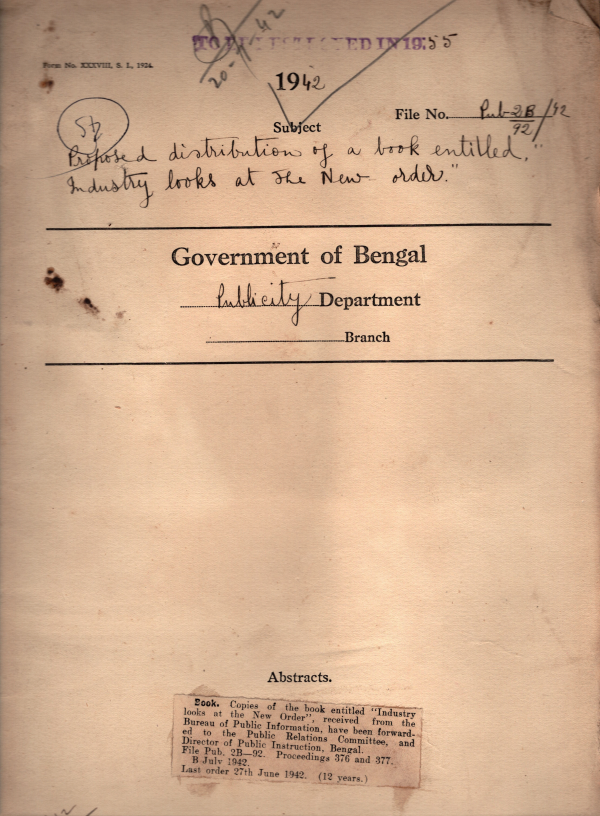 20- 42
TO BE DESTROYED IN 1955
Form No. XXXVIII, S. I., 1924.
1942
File No. Pub-2B/42
92
Subject
54
Proposed distribution of a book entitled, "
Industry looks at the New order."
Government of Bengal
Publicity Department
Branch
Abstracts.
Book. Copies of the book entitled "Industry
looks at the New Order", received from the
Bureau of Public Information, have been forward-
ed to the Public Relations Committee, and
Director of Public Instruction, Bengal.
File Pub. 2B—92. Proceedings 376 and 377.
B July 1942.
Last order 27th June 1942. (12 years.)